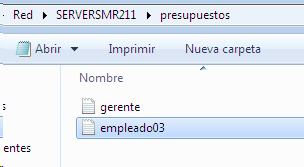 Red ▸ SERVERSMR211 ▸ presupuestos
Abrir ▾ Imprimir Nueva carpeta
Nombre
gerente
empleado03
s
entes